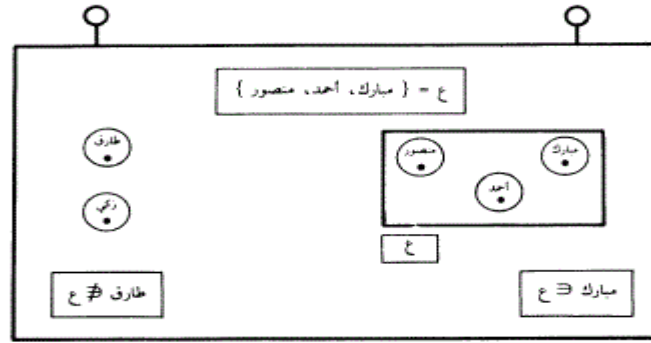 ع = { مبارك، أحمد، منصور }
مبارك
منصور
طارق
أحمد
زكي
ع
مبارك ∋ ع
طارق ∌ ع